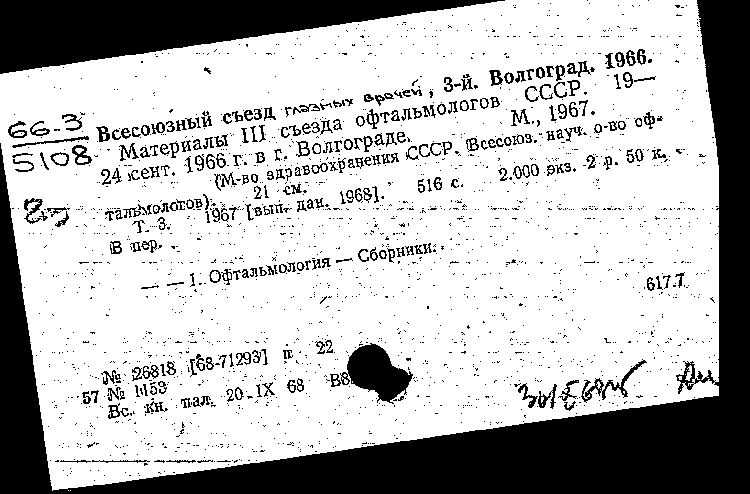 66-3
5108
Всесоюзный съезд глазных врачей, 3-й. Волгоград. 1966.
Материалы III съезда офтальмологов СССР. 19—
24 сент. 1966 г. в г. Волгограде. М., 1967.
(М-во здравоохранения СССР. Всесоюз. науч. о-во оф-
тальмологов). 21 см.
Т. 3. 1967 [вып. дан. 1968]. 516 с. 2.000 экз. 2 р. 50 к.
В пер.
— — 1. Офтальмология — Сборники.
617.7
№ 26818 [68-71293] п 22
57 № 1153
Вс. кн. пал. 20-IX 68 В8